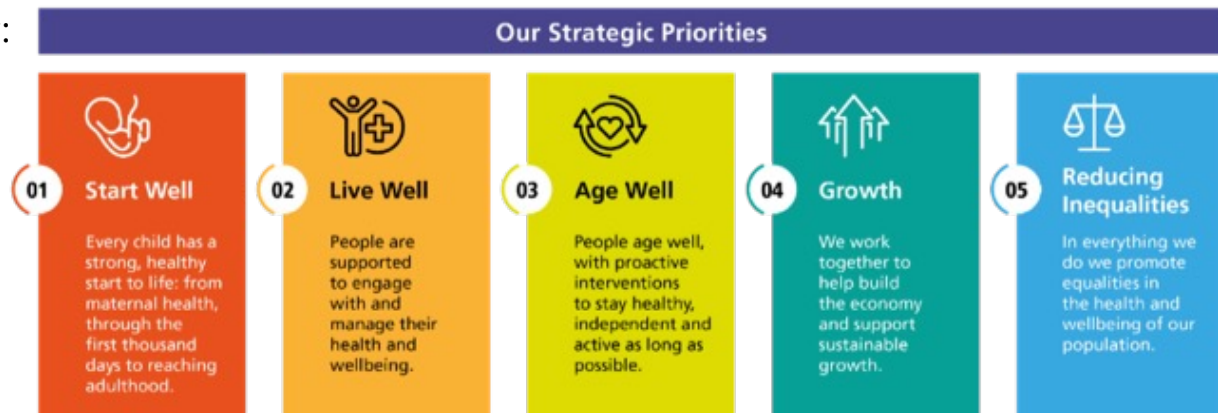 :
Our Strategic Priorities
01
Start Well
Every child has a
strong, healthy
start to life: from
maternal health,
through the
first thousand
days to reaching
adulthood.
02
Live Well
People are
supported
to engage
with and
manage their
health and
wellbeing.
03
Age Well
People age well,
with proactive
interventions
to stay healthy,
independent and
active as long as
possible.
04
Growth
We work
together to
help build
the economy
and support
sustainable
growth.
05
Reducing
Inequalities
In everything we
do we promote
equalities in
the health and
wellbeing of our
population.